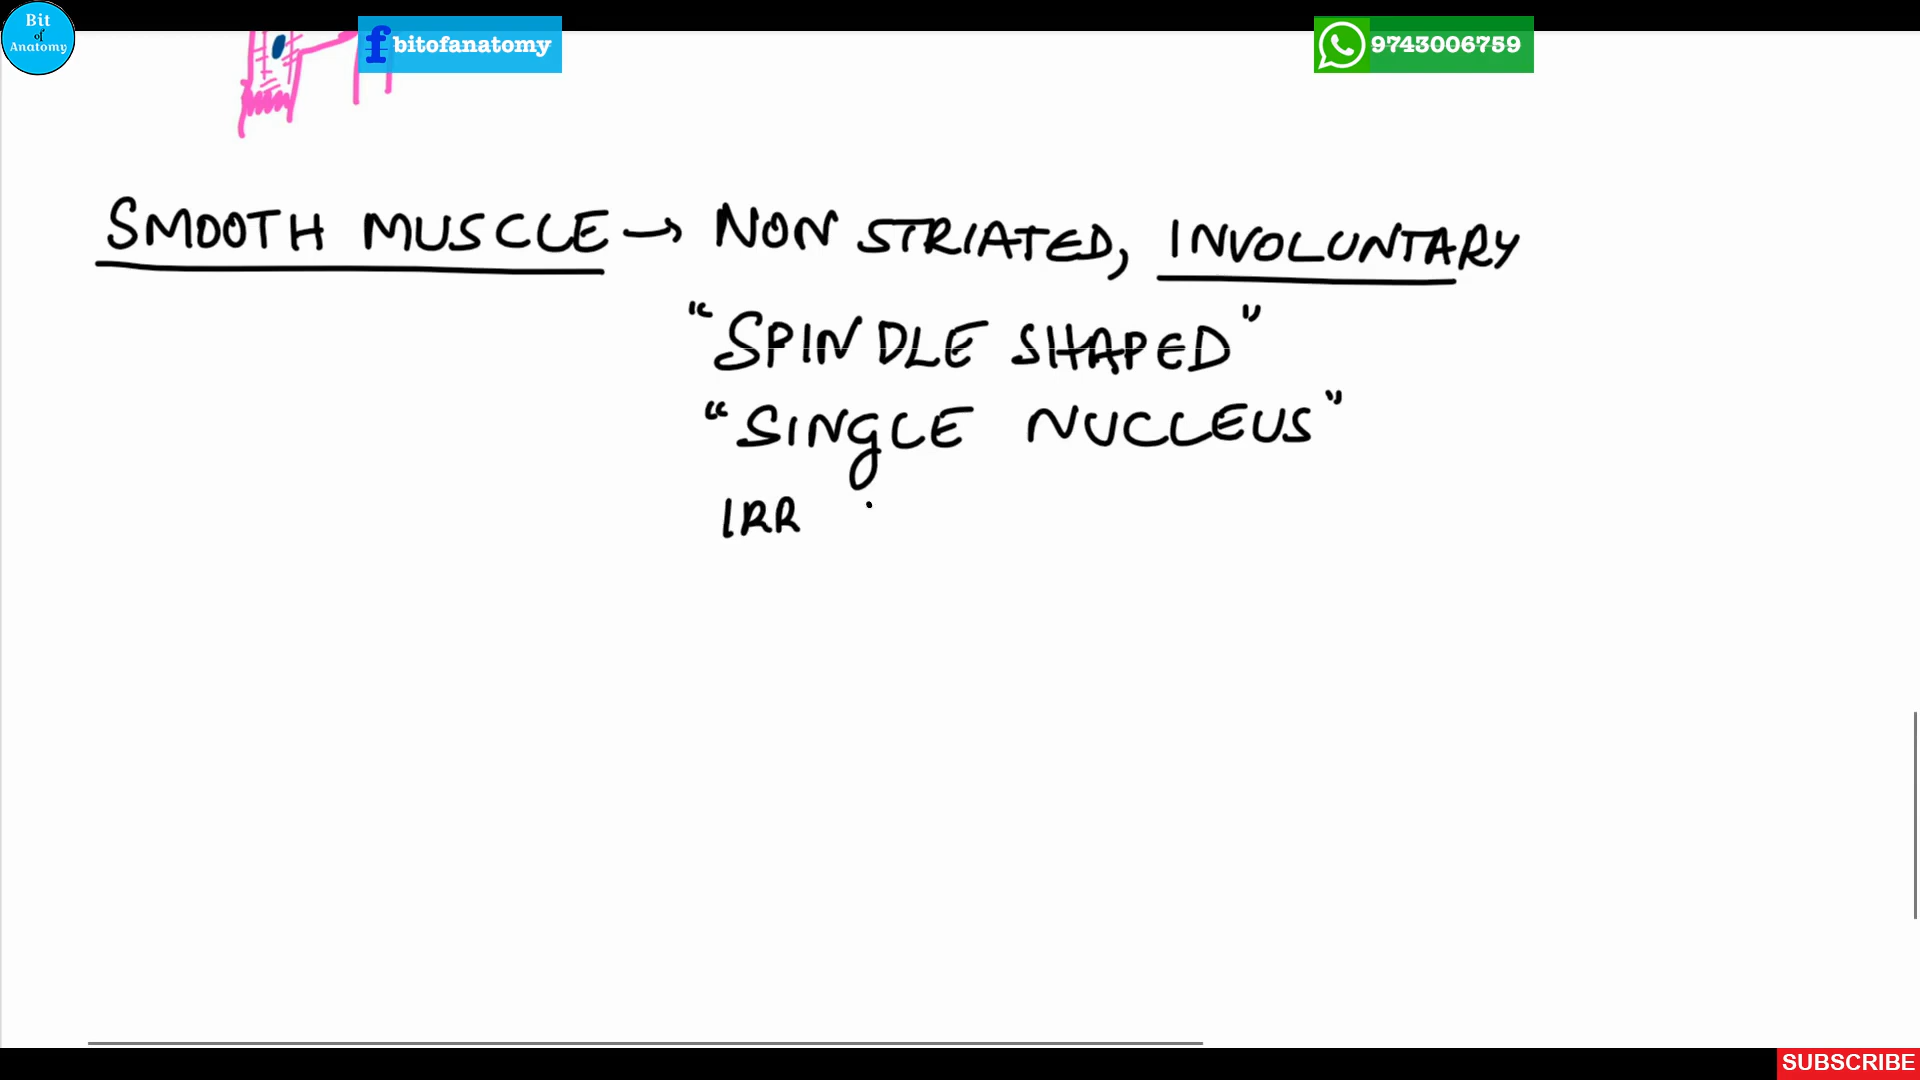 Bit
of
Anatomy
bitofanatomy
9743006759
SMOOTH MUSCLE → NON STRIATED, INVOLUNTARY
"SPINDLE SHAPED"
"SINGLE NUCLEUS"
IRR
SUBSCRIBE